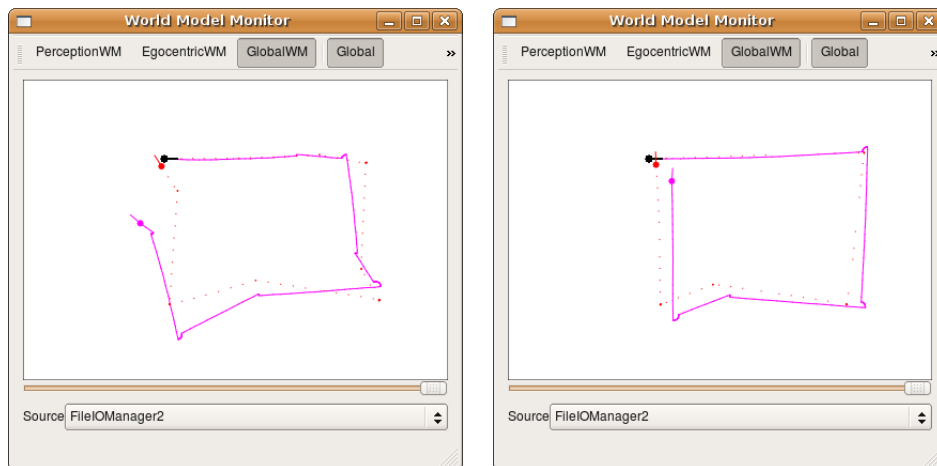 World Model Monitor
PerceptionWM EgocentricWM GlobalWM Global »
Source FileIOManager2
World Model Monitor
PerceptionWM EgocentricWM GlobalWM Global »
Source FileIOManager2